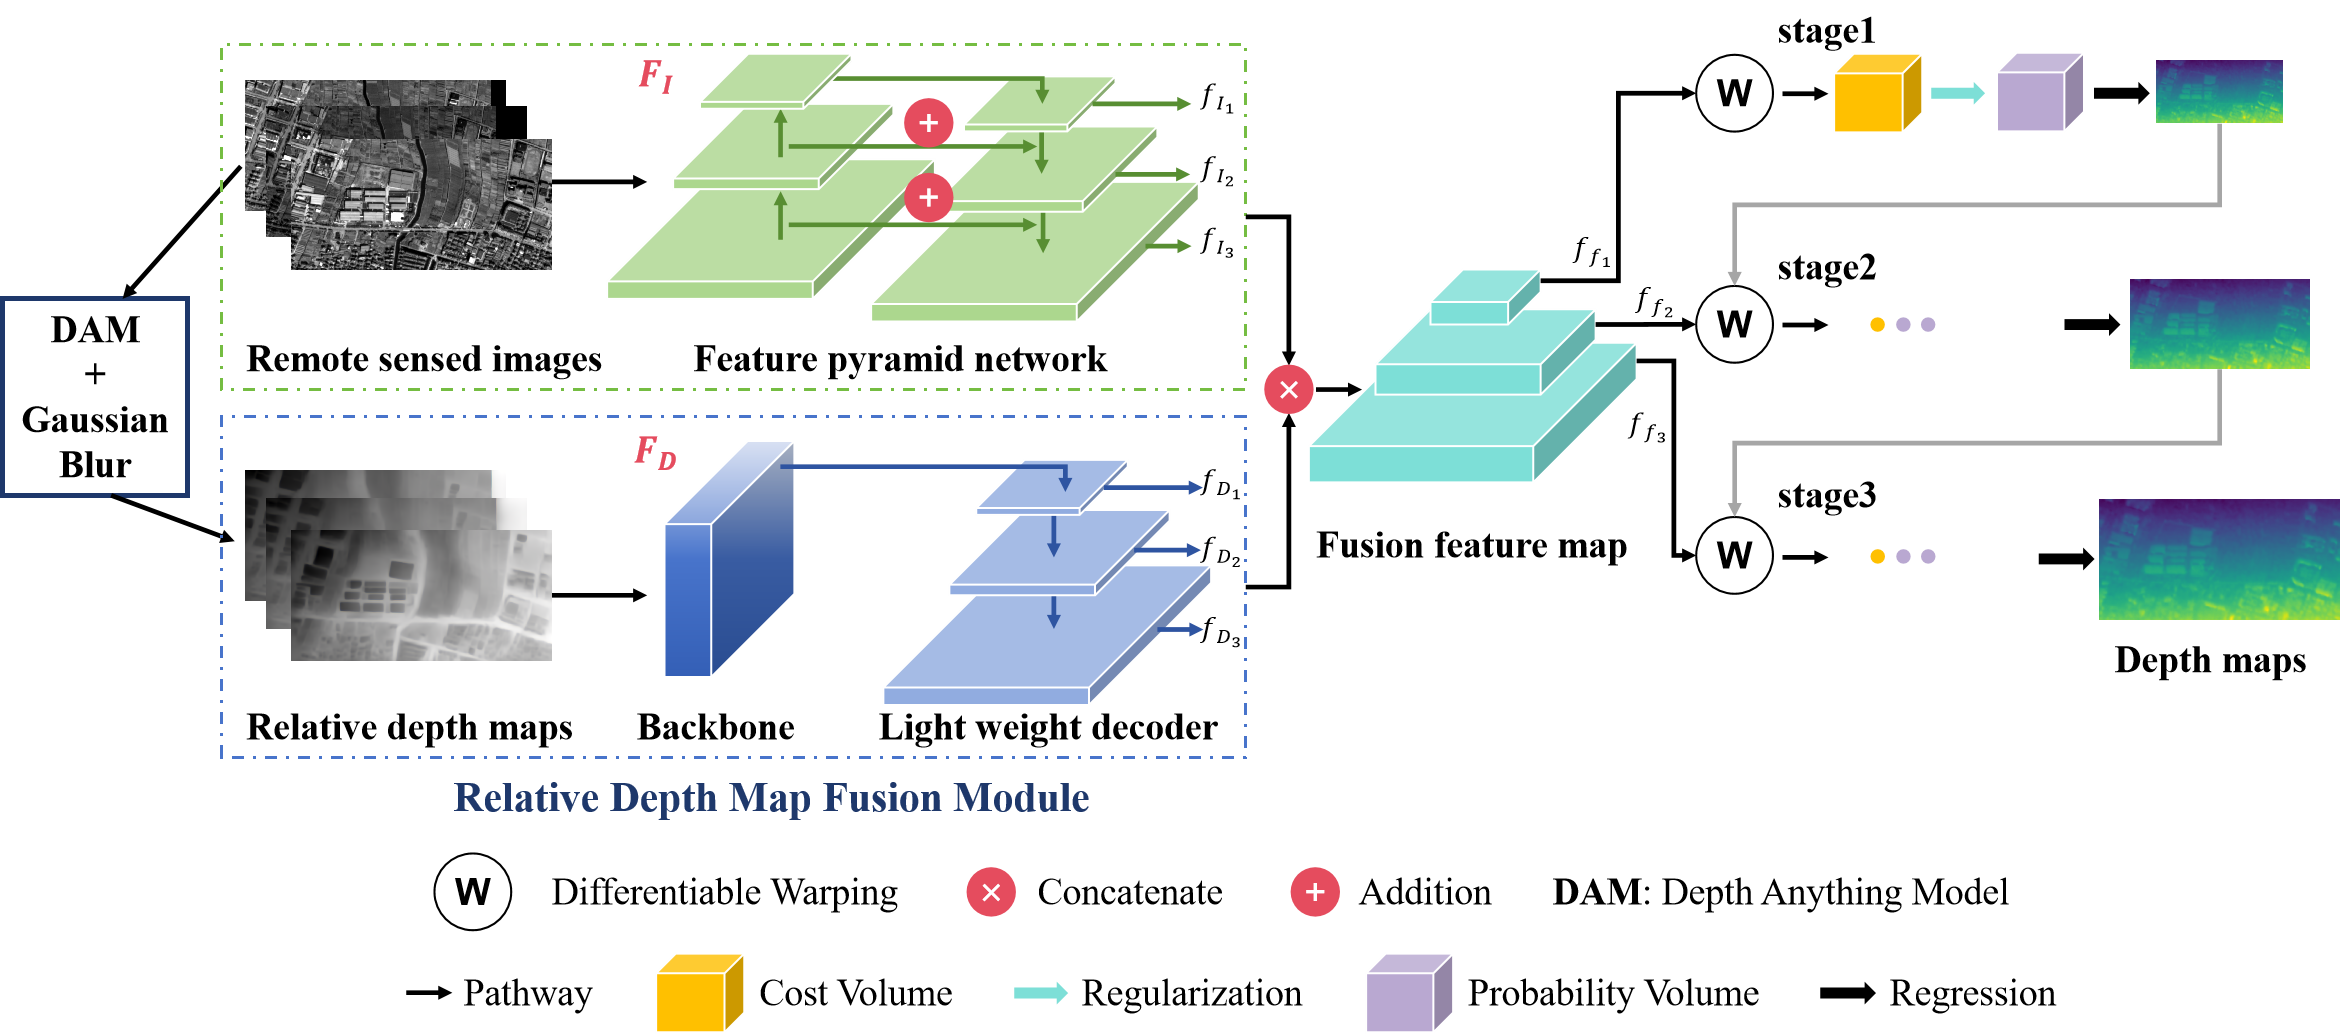 stage1
F_I
W
f_{I_1}
+
f_{I_2}
+
f_{I_3}
f_{f_1}
stage2
DAM
+
Gaussian
Blur
f_{f_2}
W
Remote sensed images
Feature pyramid network
×
f_{f_3}
F_D
f_{D_1}
stage3
f_{D_2}
Fusion feature map
W
f_{D_3}
Depth maps
Relative depth maps
Backbone
Light weight decoder
Relative Depth Map Fusion Module
W Differentiable Warping × Concatenate + Addition DAM: Depth Anything Model
Pathway Cost Volume Regularization Probability Volume Regression